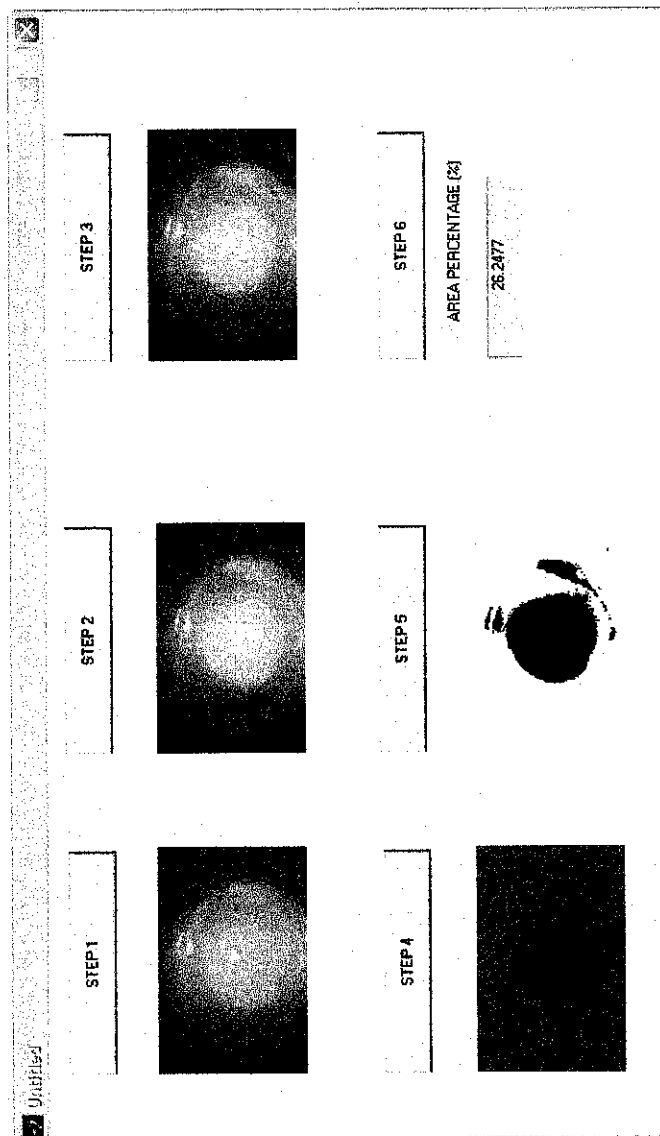 Untitled
STEP 1
STEP 2
STEP 3
STEP 4
STEP 5
STEP 6
AREA PERCENTAGE (%)
26.2477